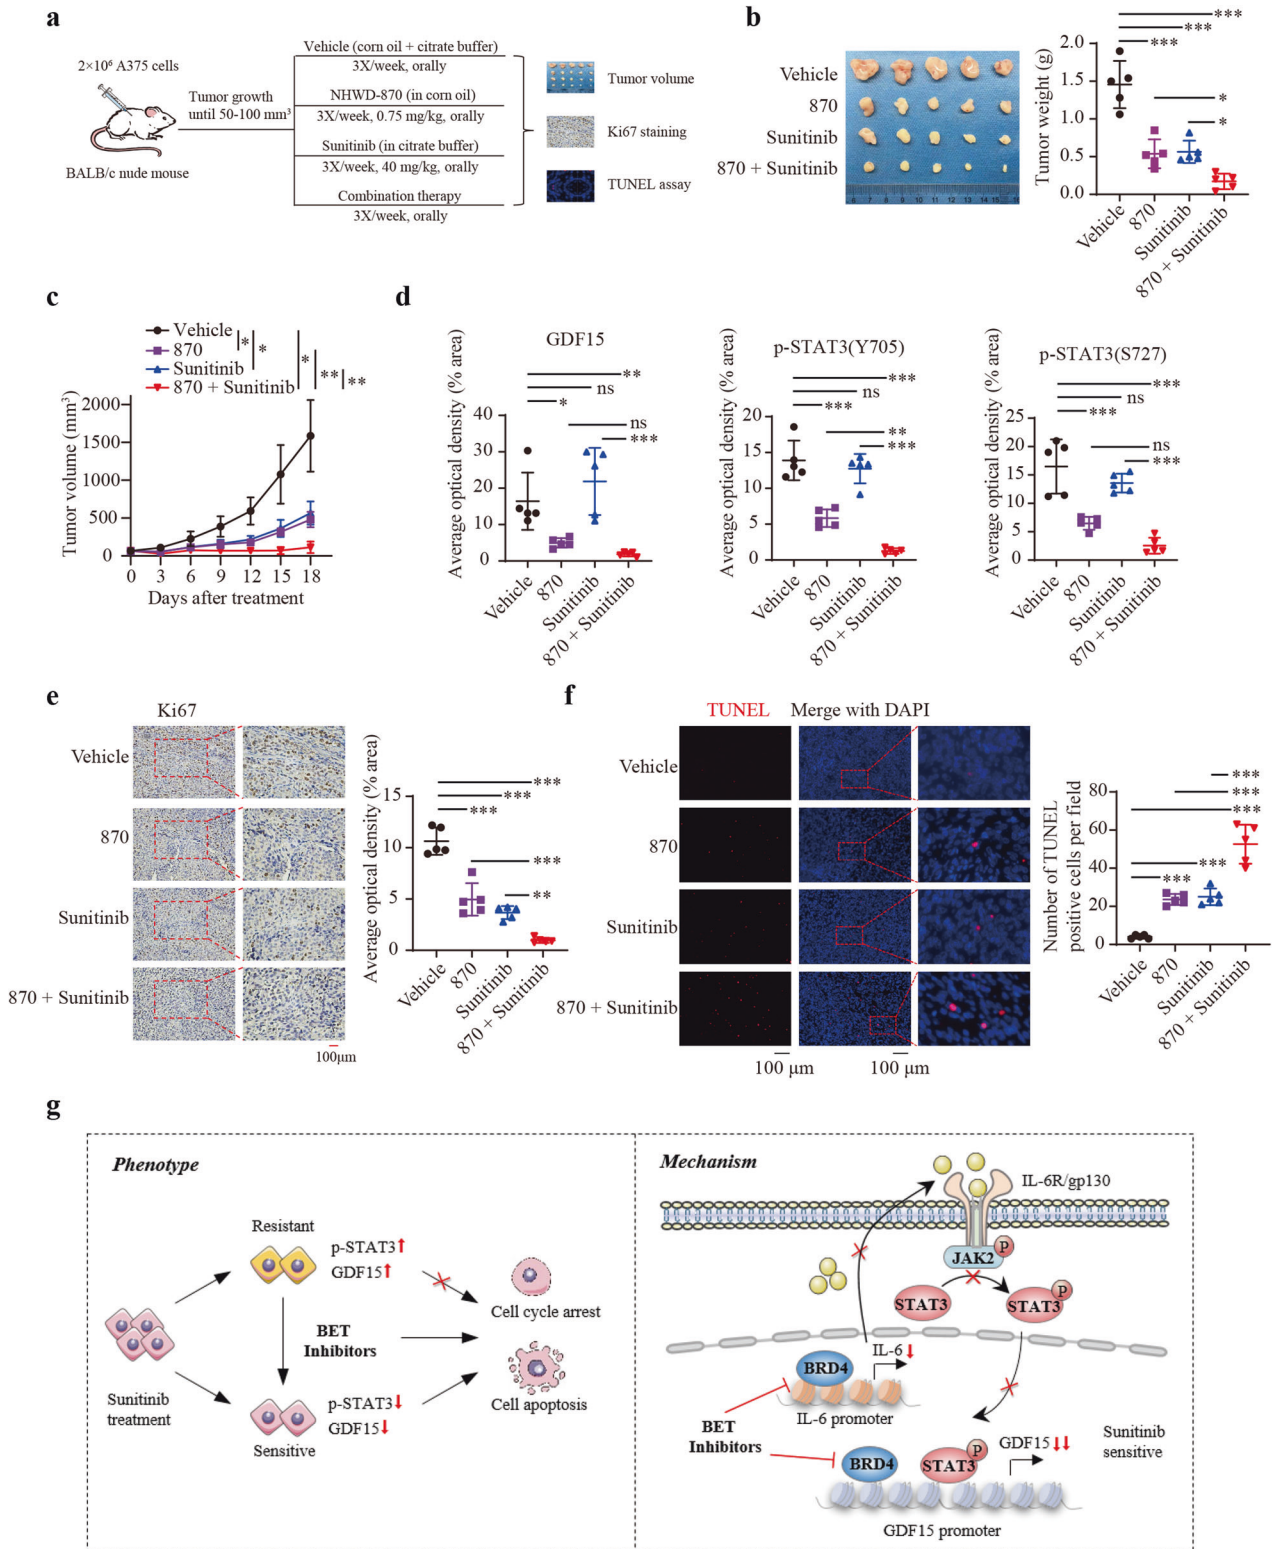 a
2×10⁶ A375 cells
BALB/c nude mouse
Tumor growth
until 50-100 mm³
Vehicle (corn oil + citrate buffer)
3X/week, orally
NHWD-870 (in corn oil)
3X/week, 0.75 mg/kg, orally
Sunitinib (in citrate buffer)
3X/week, 40 mg/kg, orally
Combination therapy
3X/week, orally
Tumor volume
Ki67 staining
TUNEL assay
b
Vehicle
870
Sunitinib
870 + Sunitinib
Tumor weight (g)
2.0
1.5
1.0
0.5
0.0
***
***
***
*
*
Vehicle
870
Sunitinib
870 + Sunitinib
c
Vehicle
870
Sunitinib
870 + Sunitinib
*
*
*
**
**
Tumor volume (mm³)
2000
1500
1000
500
0
0 3 6 9 12 15 18
Days after treatment
d
GDF15
Average optical density (% area)
40
30
20
10
0
**
ns
*
ns
***
Vehicle
870
Sunitinib
870 + Sunitinib
p-STAT3(Y705)
Average optical density (% area)
20
15
10
5
0
***
ns
***
**
***
Vehicle
870
Sunitinib
870 + Sunitinib
p-STAT3(S727)
Average optical density (% area)
25
20
15
10
5
0
***
ns
***
ns
***
Vehicle
870
Sunitinib
870 + Sunitinib
e
Ki67
Vehicle
870
Sunitinib
870 + Sunitinib
100μm
Average optical density (% area)
15
10
5
0
***
***
***
***
**
Vehicle
870
Sunitinib
870 + Sunitinib
f
TUNEL Merge with DAPI
Vehicle
870
Sunitinib
870 + Sunitinib
100 μm 100 μm
Number of TUNEL
positive cells per field
80
60
40
20
0
***
***
***
***
***
Vehicle
870
Sunitinib
870 + Sunitinib
g
Phenotype
Sunitinib
treatment
Resistant
p-STAT3↑
GDF15↑
BET
Inhibitors
Sensitive
p-STAT3↓
GDF15↓
Cell cycle arrest
Cell apoptosis
Mechanism
IL-6R/gp130
JAK2
P
STAT3
STAT3
P
BRD4
IL-6↓
IL-6 promoter
BET
Inhibitors
BRD4
STAT3
P
GDF15↓↓
GDF15 promoter
Sunitinib
sensitive